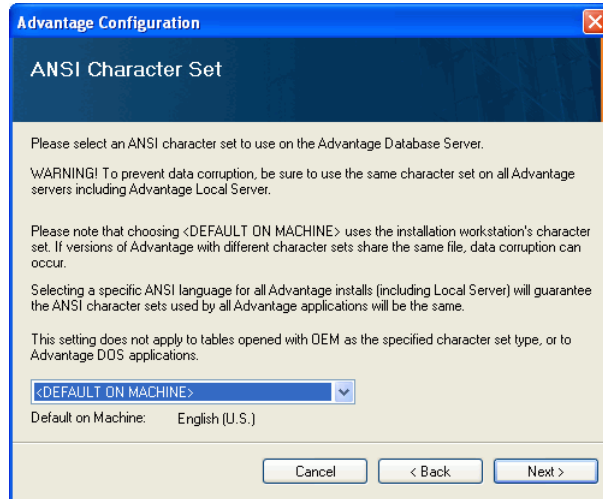 Advantage Configuration
ANSI Character Set
Please select an ANSI character set to use on the Advantage Database Server.
WARNING! To prevent data corruption, be sure to use the same character set on all Advantage
servers including Advantage Local Server.
Please note that choosing <DEFAULT ON MACHINE> uses the installation workstation's character
set. If versions of Advantage with different character sets share the same file, data corruption can
occur.
Selecting a specific ANSI language for all Advantage installs (including Local Server) will guarantee
the ANSI character sets used by all Advantage applications will be the same.
This setting does not apply to tables opened with OEM as the specified character set type, or to
Advantage DOS applications.
<DEFAULT ON MACHINE>
Default on Machine: English (U.S.)
Cancel < Back Next >